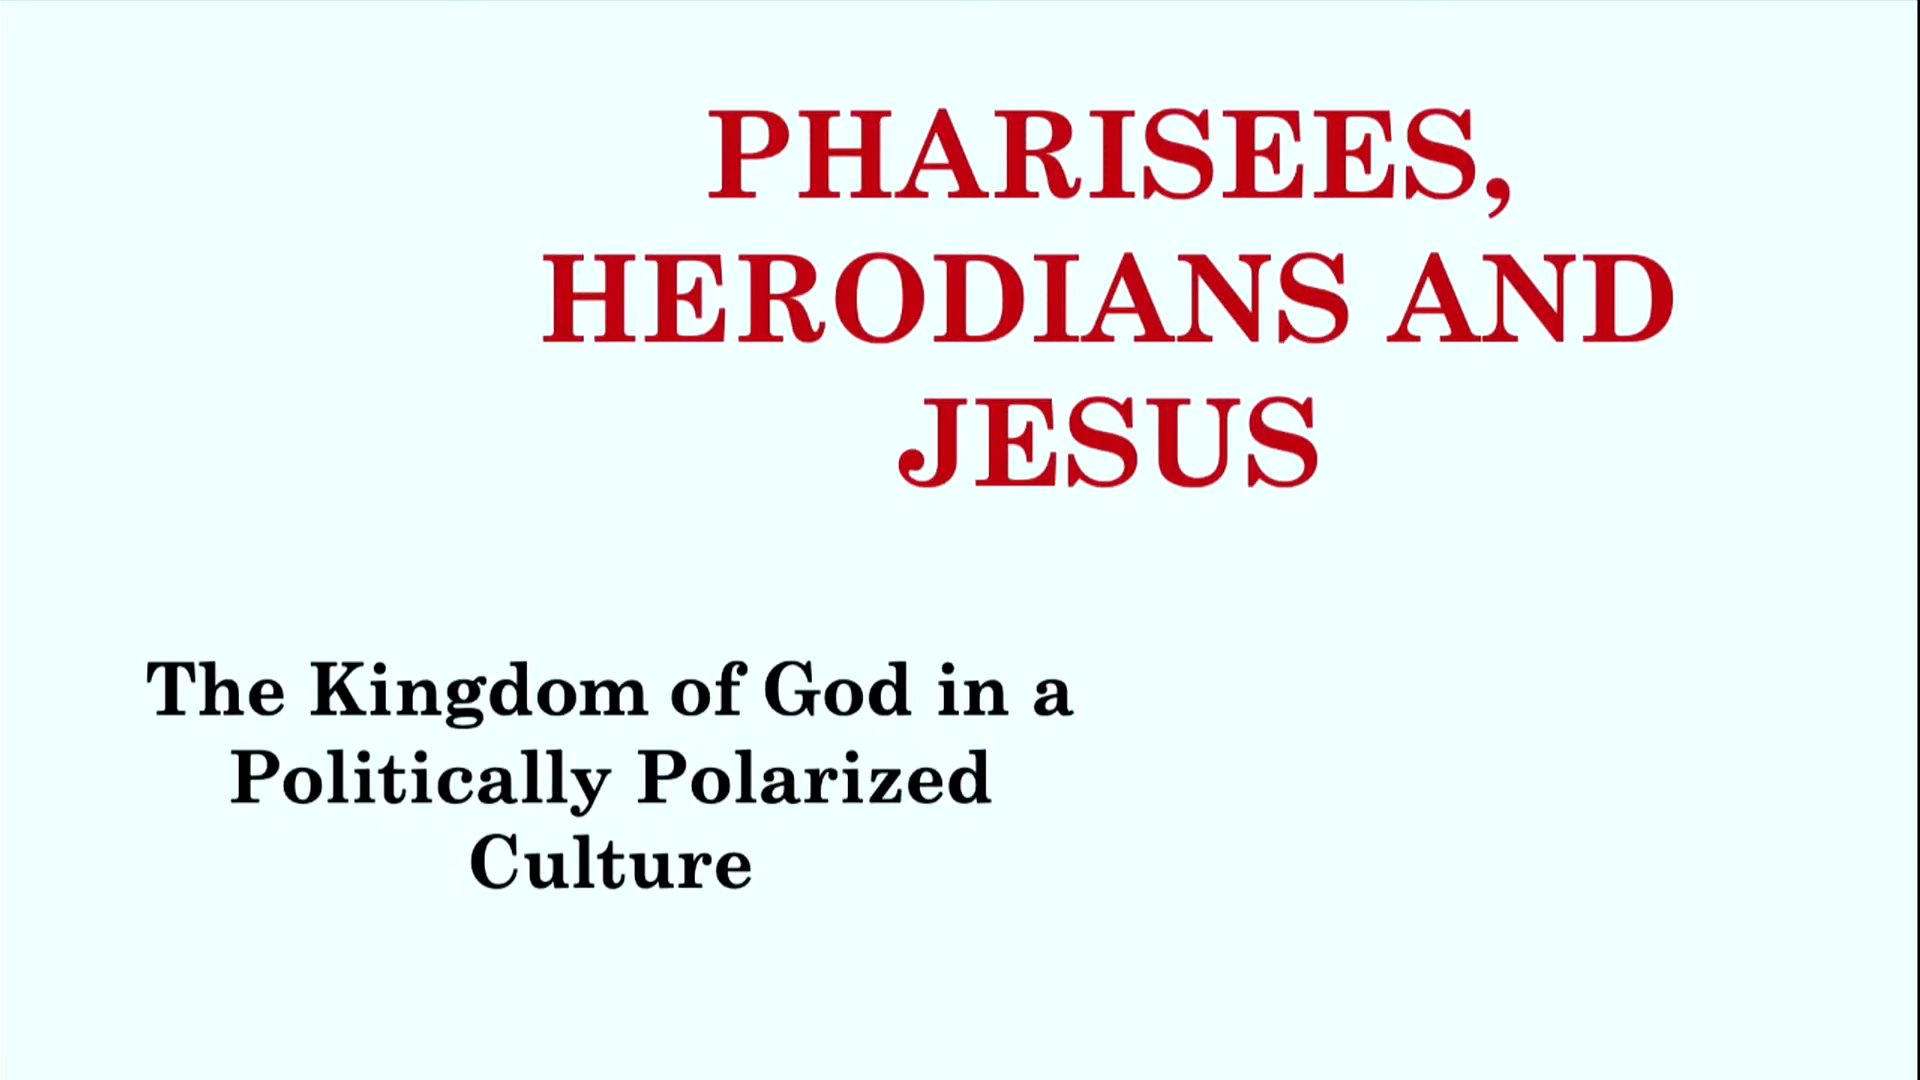 PHARISEES,
HERODIANS AND
JESUS
The Kingdom of God in a
Politically Polarized
Culture